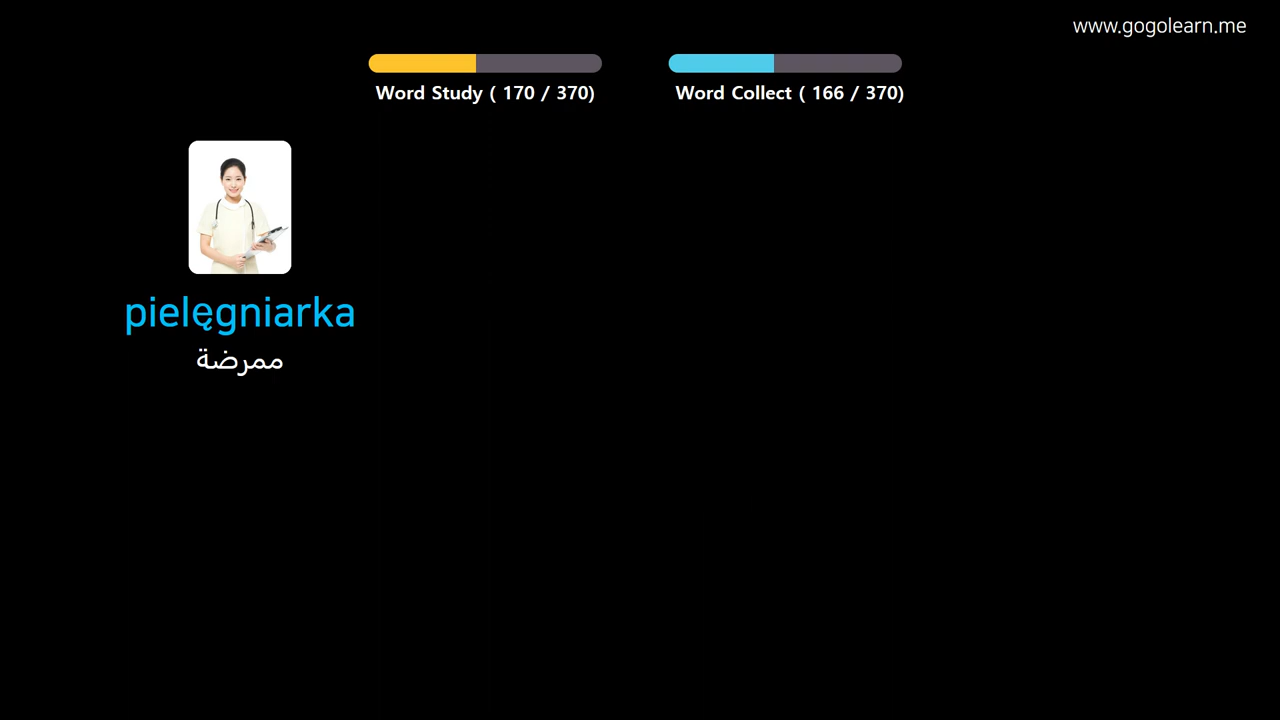 www.gogolearn.me
Word Study ( 170 / 370)
Word Collect ( 166 / 370)
pielęgniarka
ممرضة